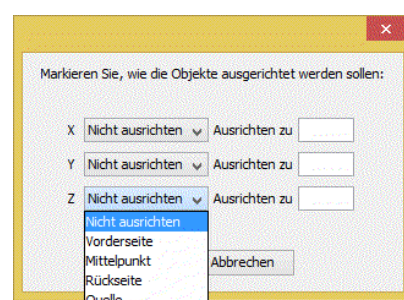 Markieren Sie, wie die Objekte ausgerichtet werden sollen:
X Nicht ausrichten Ausrichten zu
Y Nicht ausrichten Ausrichten zu
Z Nicht ausrichten Ausrichten zu
Nicht ausrichten
Vorderseite
Mittelpunkt
Abbrechen
Rückseite
Quelle